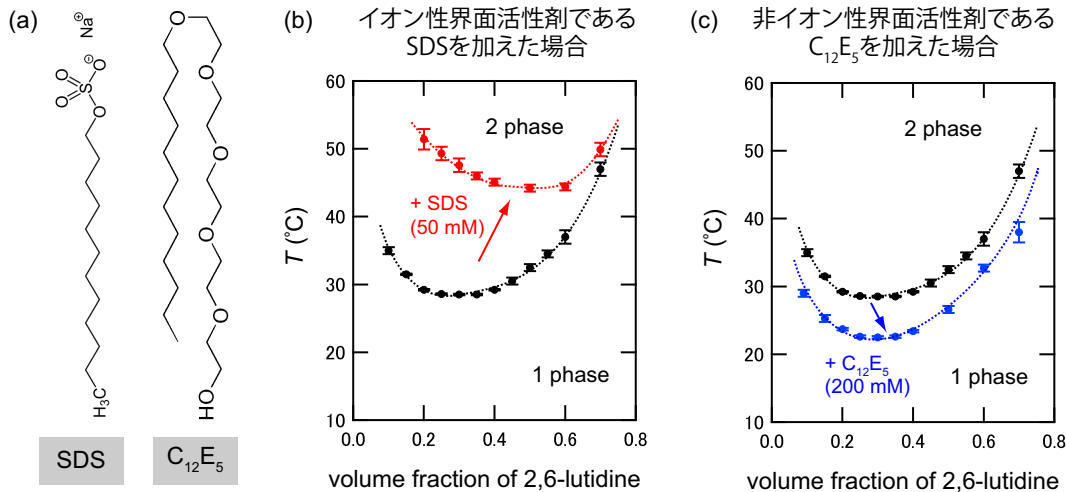 (a)
Na⊕
O
O
⊖
S
O
O
H₃C
SDS
O
O
O
O
O
HO
C₁₂E₅
(b)
イオン性界面活性剤である
SDSを加えた場合
60
50
40
30
20
10
T (°C)
2 phase
+ SDS
(50 mM)
1 phase
0.0 0.2 0.4 0.6 0.8
volume fraction of 2,6-lutidine
(c)
非イオン性界面活性剤である
C₁₂E₅を加えた場合
60
50
40
30
20
10
T (°C)
2 phase
+ C₁₂E₅
(200 mM)
1 phase
0.0 0.2 0.4 0.6 0.8
volume fraction of 2,6-lutidine